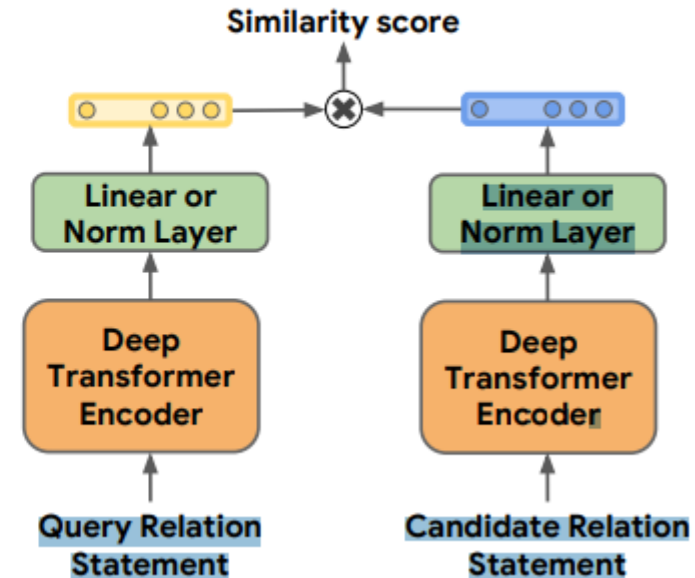 Similarity score
Linear or
Norm Layer
Linear or
Norm Layer
Deep
Transformer
Encoder
Deep
Transformer
Encoder
Query Relation
Statement
Candidate Relation
Statement